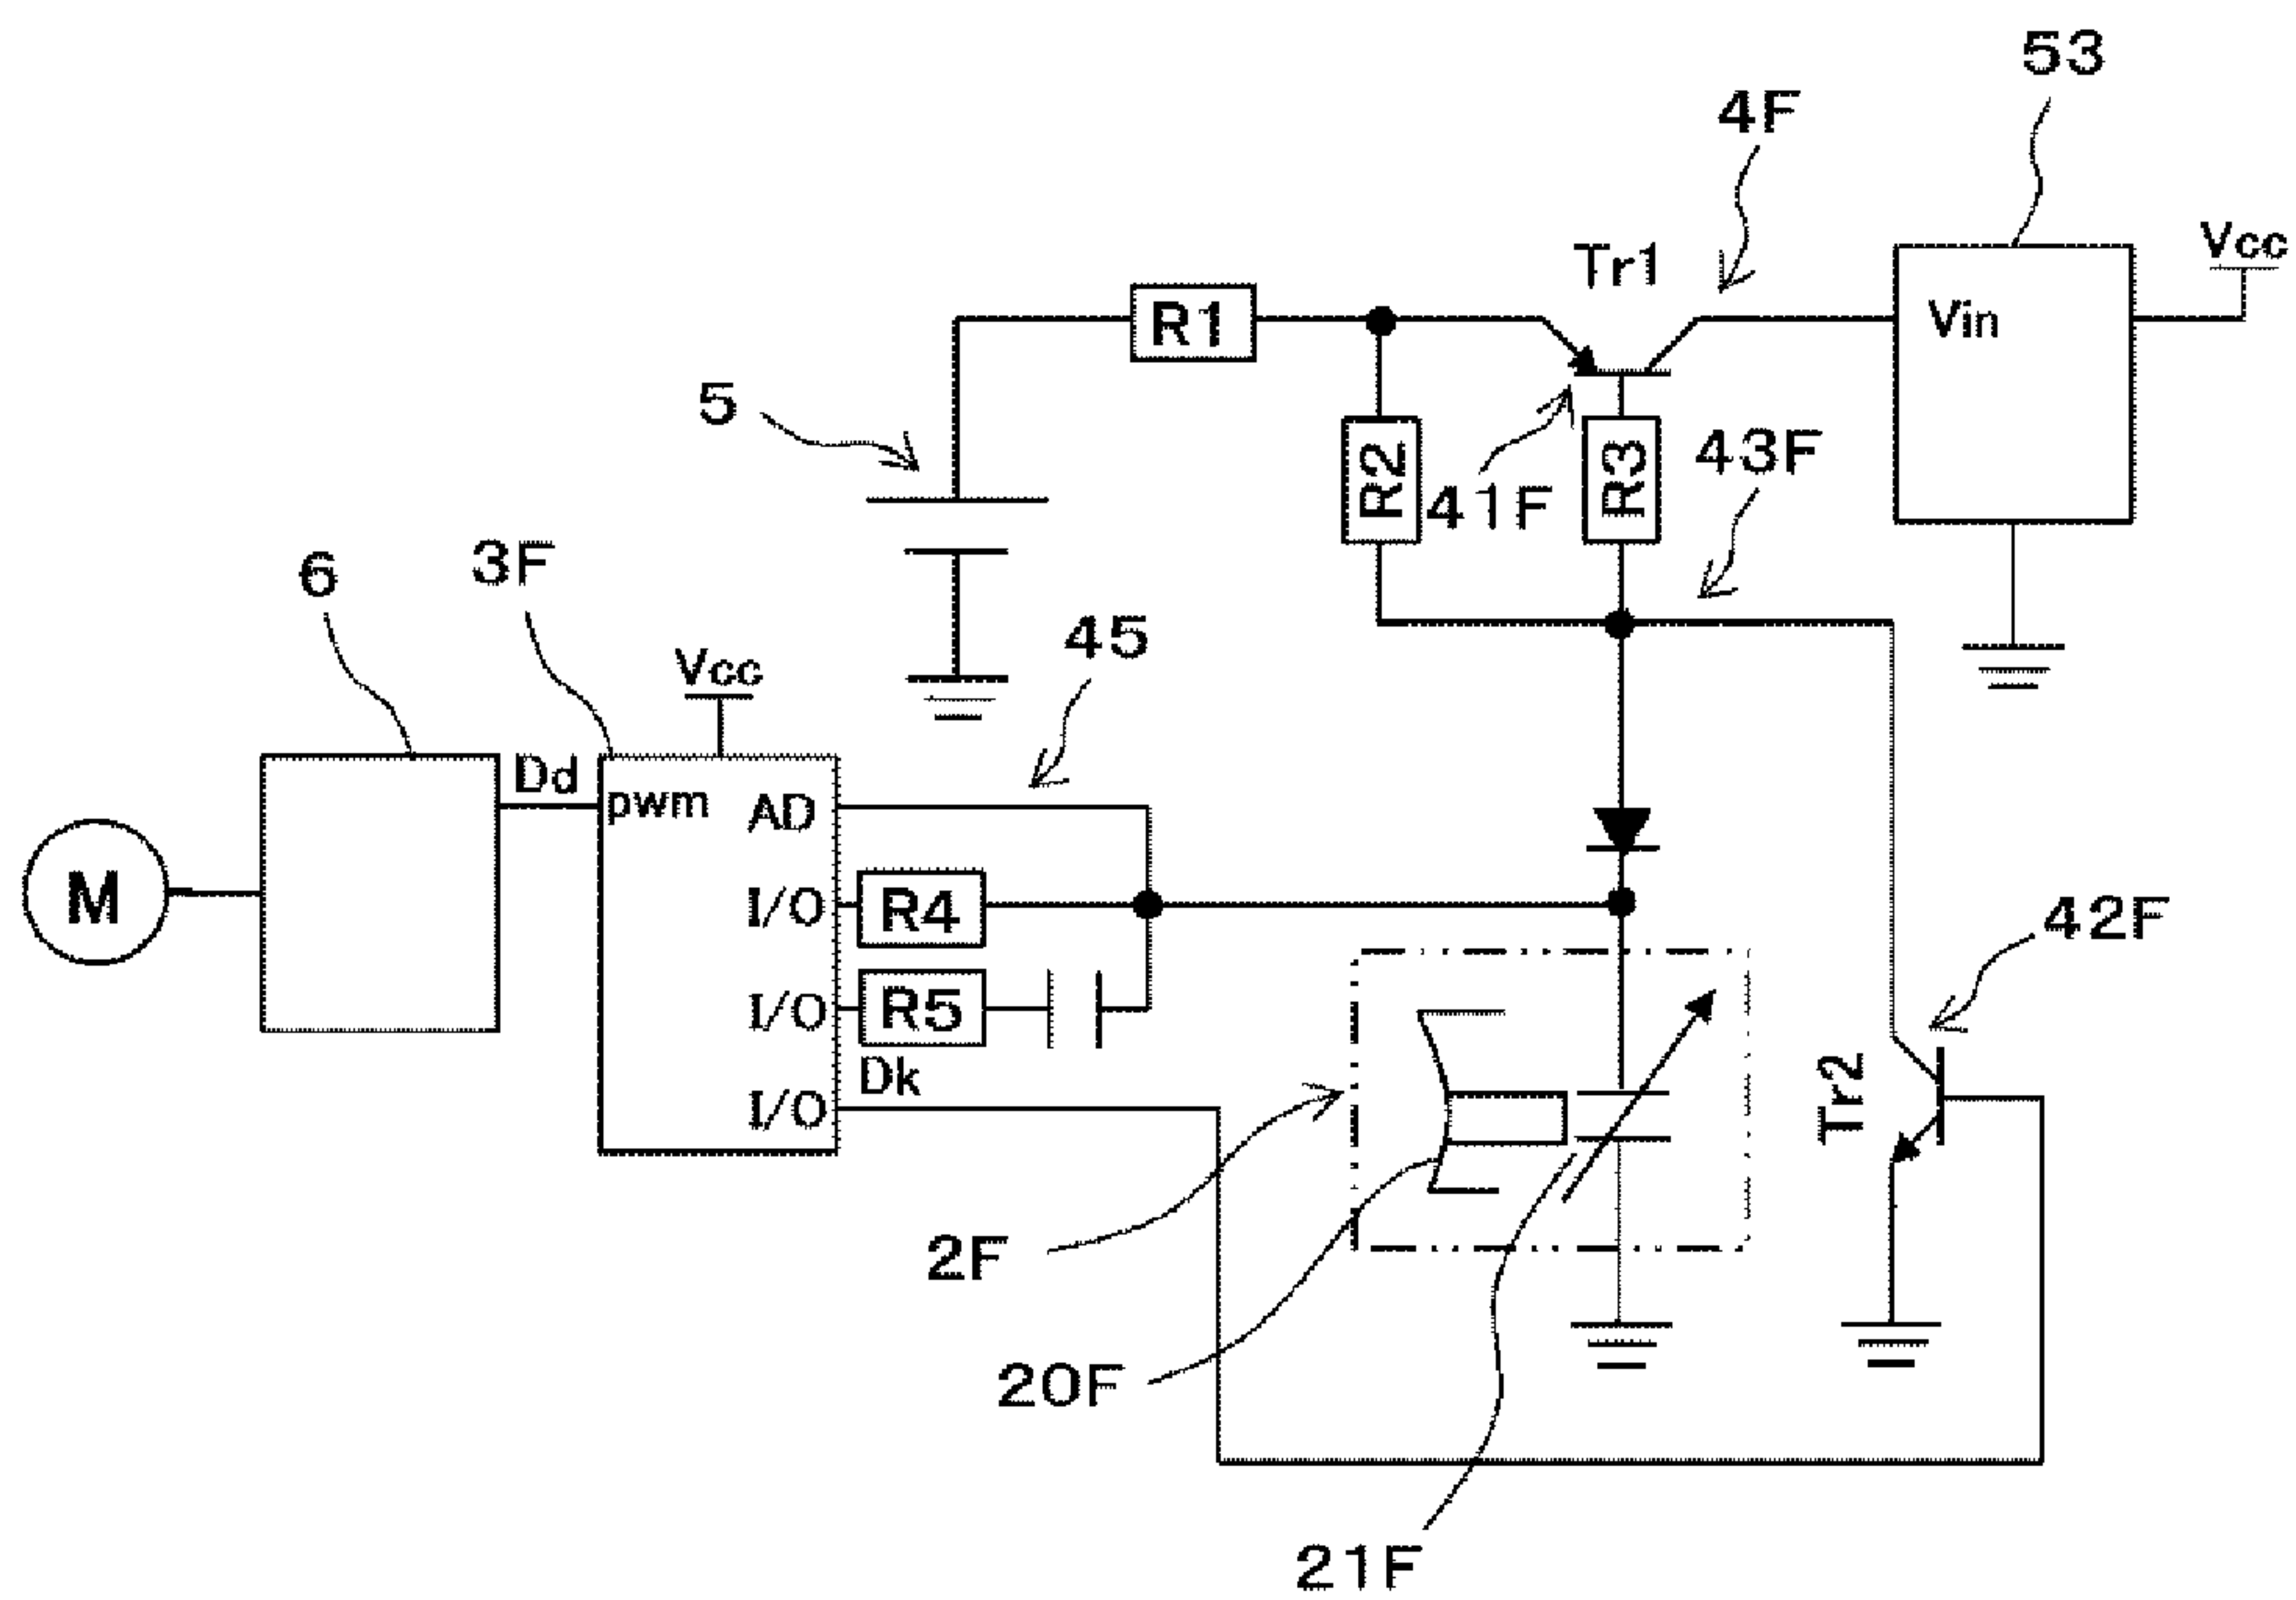 53
4F
Vcc
Tr1
R1
Vin
5
R2
R3
41F
43F
6
3F
45
Vcc
Dd
pwm
AD
M
I/O
R4
42F
I/O
R5
Dk
I/O
Tr2
2F
20F
21F